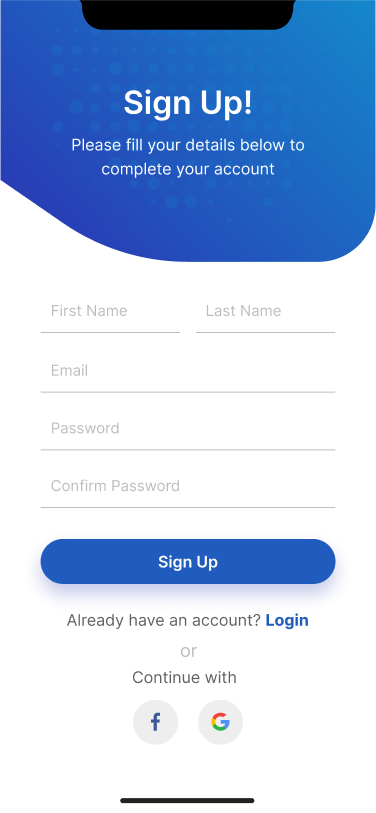 Sign Up!
Please fill your details below to
complete your account
First Name Last Name
Email
Password
Confirm Password
Sign Up
Already have an account? Login
or
Continue with